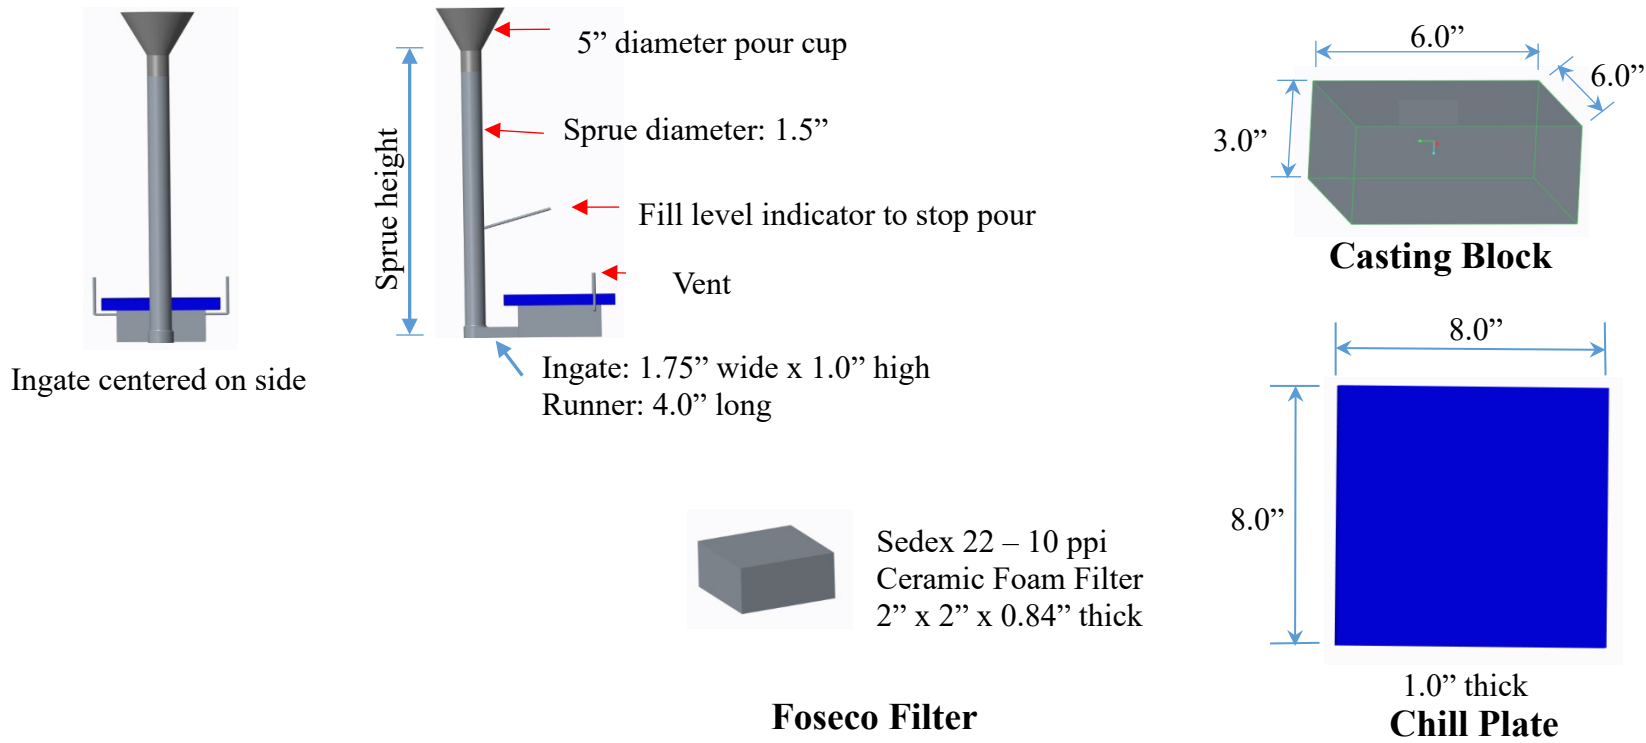 5” diameter pour cup
Sprue diameter: 1.5”
Sprue height
Fill level indicator to stop pour
Vent
Ingate centered on side
Ingate: 1.75” wide x 1.0” high
Runner: 4.0” long
6.0”
6.0”
3.0”
Casting Block
8.0”
8.0”
1.0” thick
Chill Plate
Sedex 22 – 10 ppi
Ceramic Foam Filter
2” x 2” x 0.84” thick
Foseco Filter